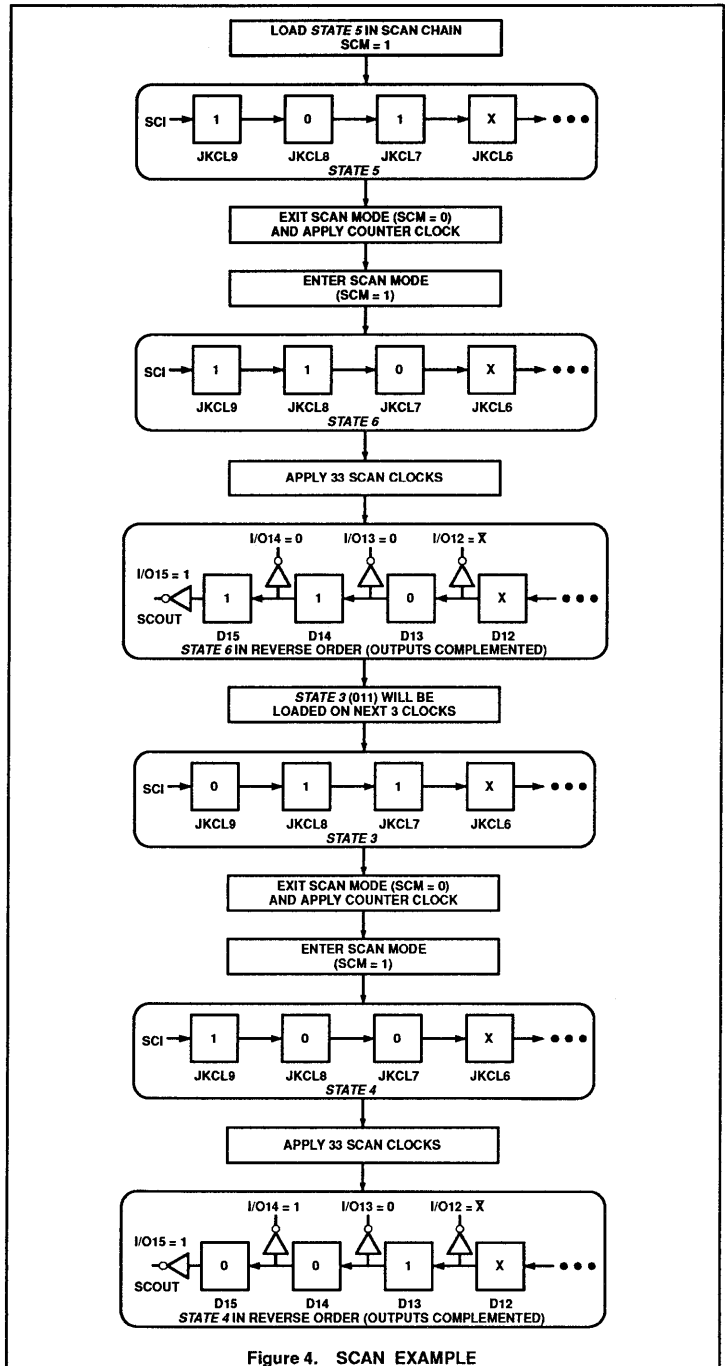 LOAD STATE 5 IN SCAN CHAIN
SCM = 1
SCI 1 0 1 X
JKCL9 JKCL8 JKCL7 JKCL6
STATE 5
EXIT SCAN MODE (SCM = 0)
AND APPLY COUNTER CLOCK
ENTER SCAN MODE
(SCM = 1)
SCI 1 1 0 X
JKCL9 JKCL8 JKCL7 JKCL6
STATE 6
APPLY 33 SCAN CLOCKS
I/O14 = 0 I/O13 = 0 I/O12 = X̅
I/O15 = 1
1 1 0 X
SCOUT
D15 D14 D13 D12
STATE 6 IN REVERSE ORDER (OUTPUTS COMPLEMENTED)
STATE 3 (011) WILL BE
LOADED ON NEXT 3 CLOCKS
SCI 0 1 1 X
JKCL9 JKCL8 JKCL7 JKCL6
STATE 3
EXIT SCAN MODE (SCM = 0)
AND APPLY COUNTER CLOCK
ENTER SCAN MODE
(SCM = 1)
SCI 1 0 0 X
JKCL9 JKCL8 JKCL7 JKCL6
STATE 4
APPLY 33 SCAN CLOCKS
I/O14 = 1 I/O13 = 0 I/O12 = X̅
I/O15 = 1
0 0 1 X
SCOUT
D15 D14 D13 D12
STATE 4 IN REVERSE ORDER (OUTPUTS COMPLEMENTED)
Figure 4. SCAN EXAMPLE